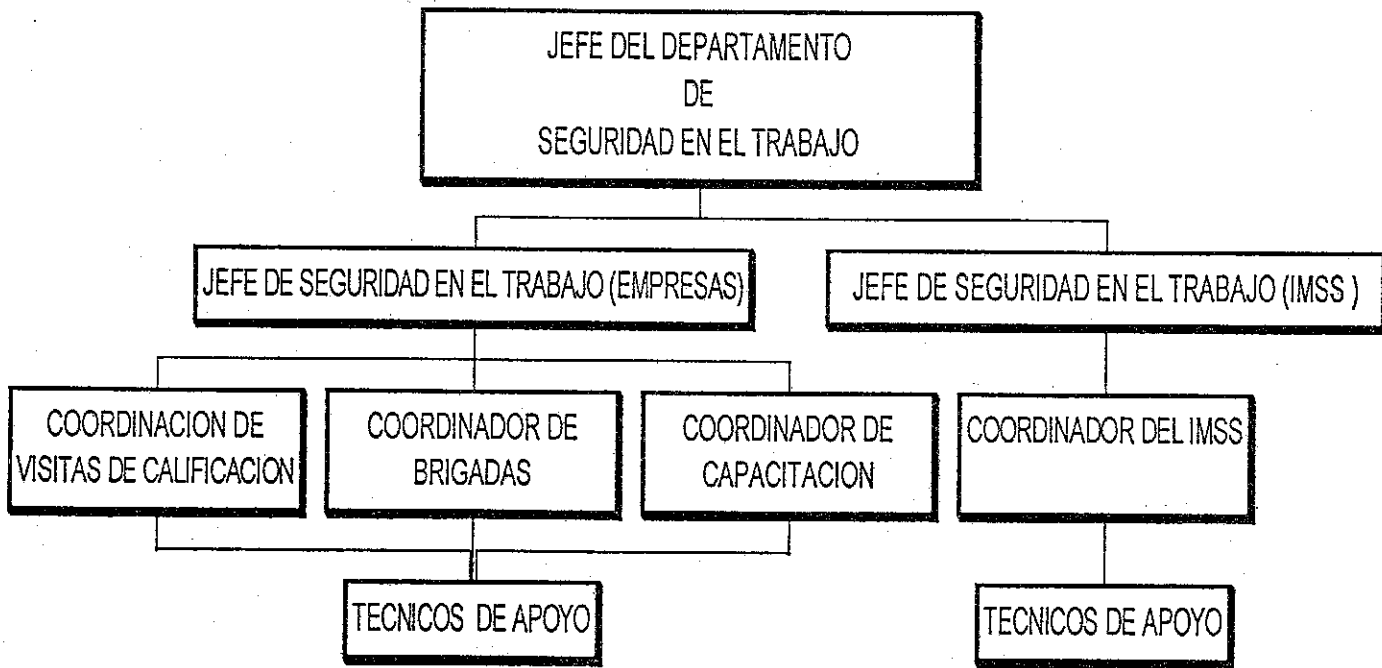 JEFE DEL DEPARTAMENTO
DE
SEGURIDAD EN EL TRABAJO
JEFE DE SEGURIDAD EN EL TRABAJO (EMPRESAS)
JEFE DE SEGURIDAD EN EL TRABAJO (IMSS )
COORDINACION DE
VISITAS DE CALIFICACION
COORDINADOR DE
BRIGADAS
COORDINADOR DE
CAPACITACION
COORDINADOR DEL IMSS
TECNICOS DE APOYO
TECNICOS DE APOYO